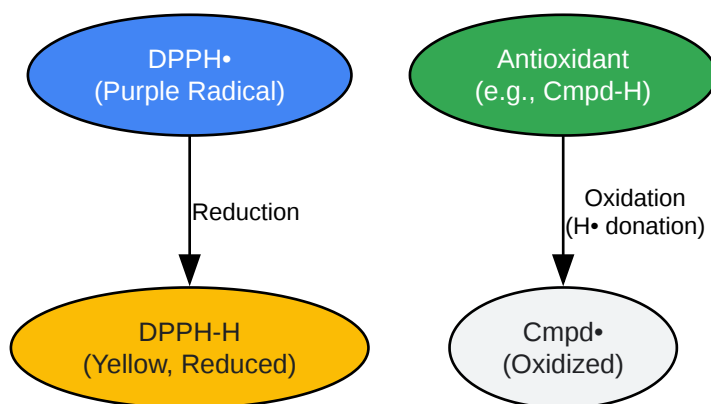 DPPH•
(Purple Radical)
Antioxidant
(e.g., Cmpd-H)
Reduction
Oxidation
(H• donation)
DPPH-H
(Yellow, Reduced)
Cmpd•
(Oxidized)